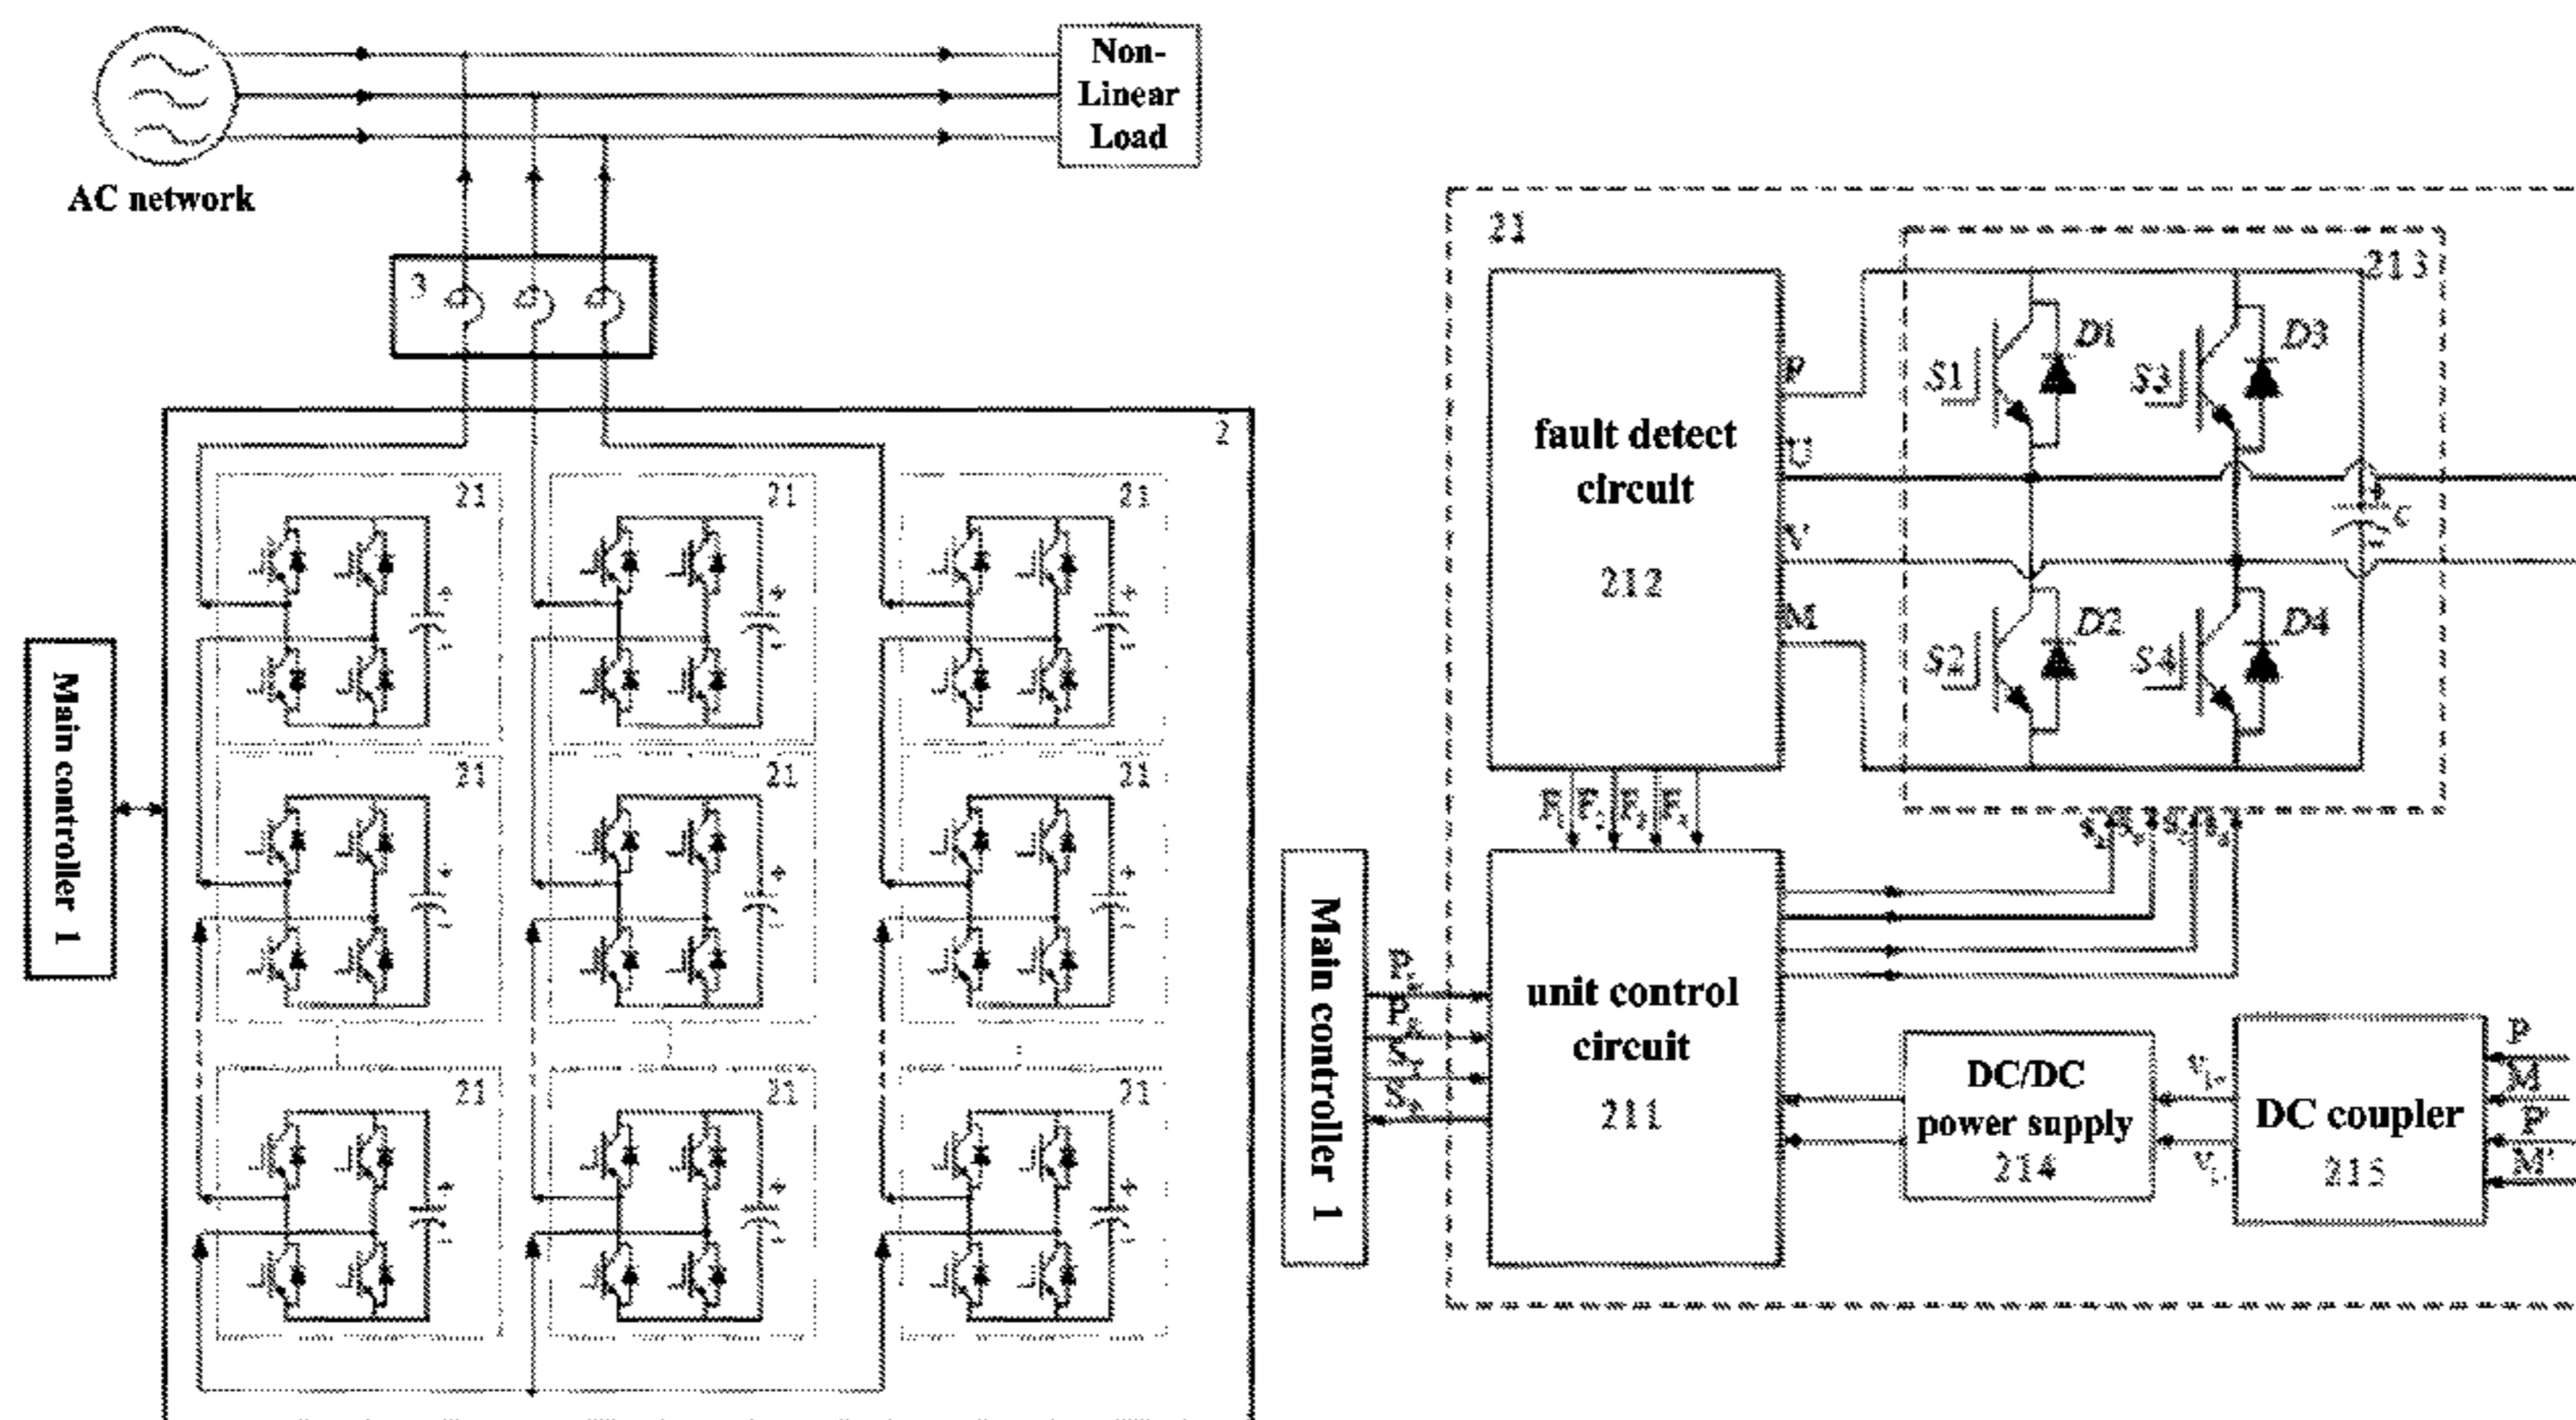 Non-
Linear
Load
AC network
3
2
21
21
21
21
21
21
21
21
21
Main controller 1
21
213
fault detect
circuit
212
P
U
V
M
S1
D1
S3
D3
S2
D2
S4
D4
C
Main controller 1
unit control
circuit
211
DC/DC
power supply
214
DC coupler
215
P
M
P'
M'